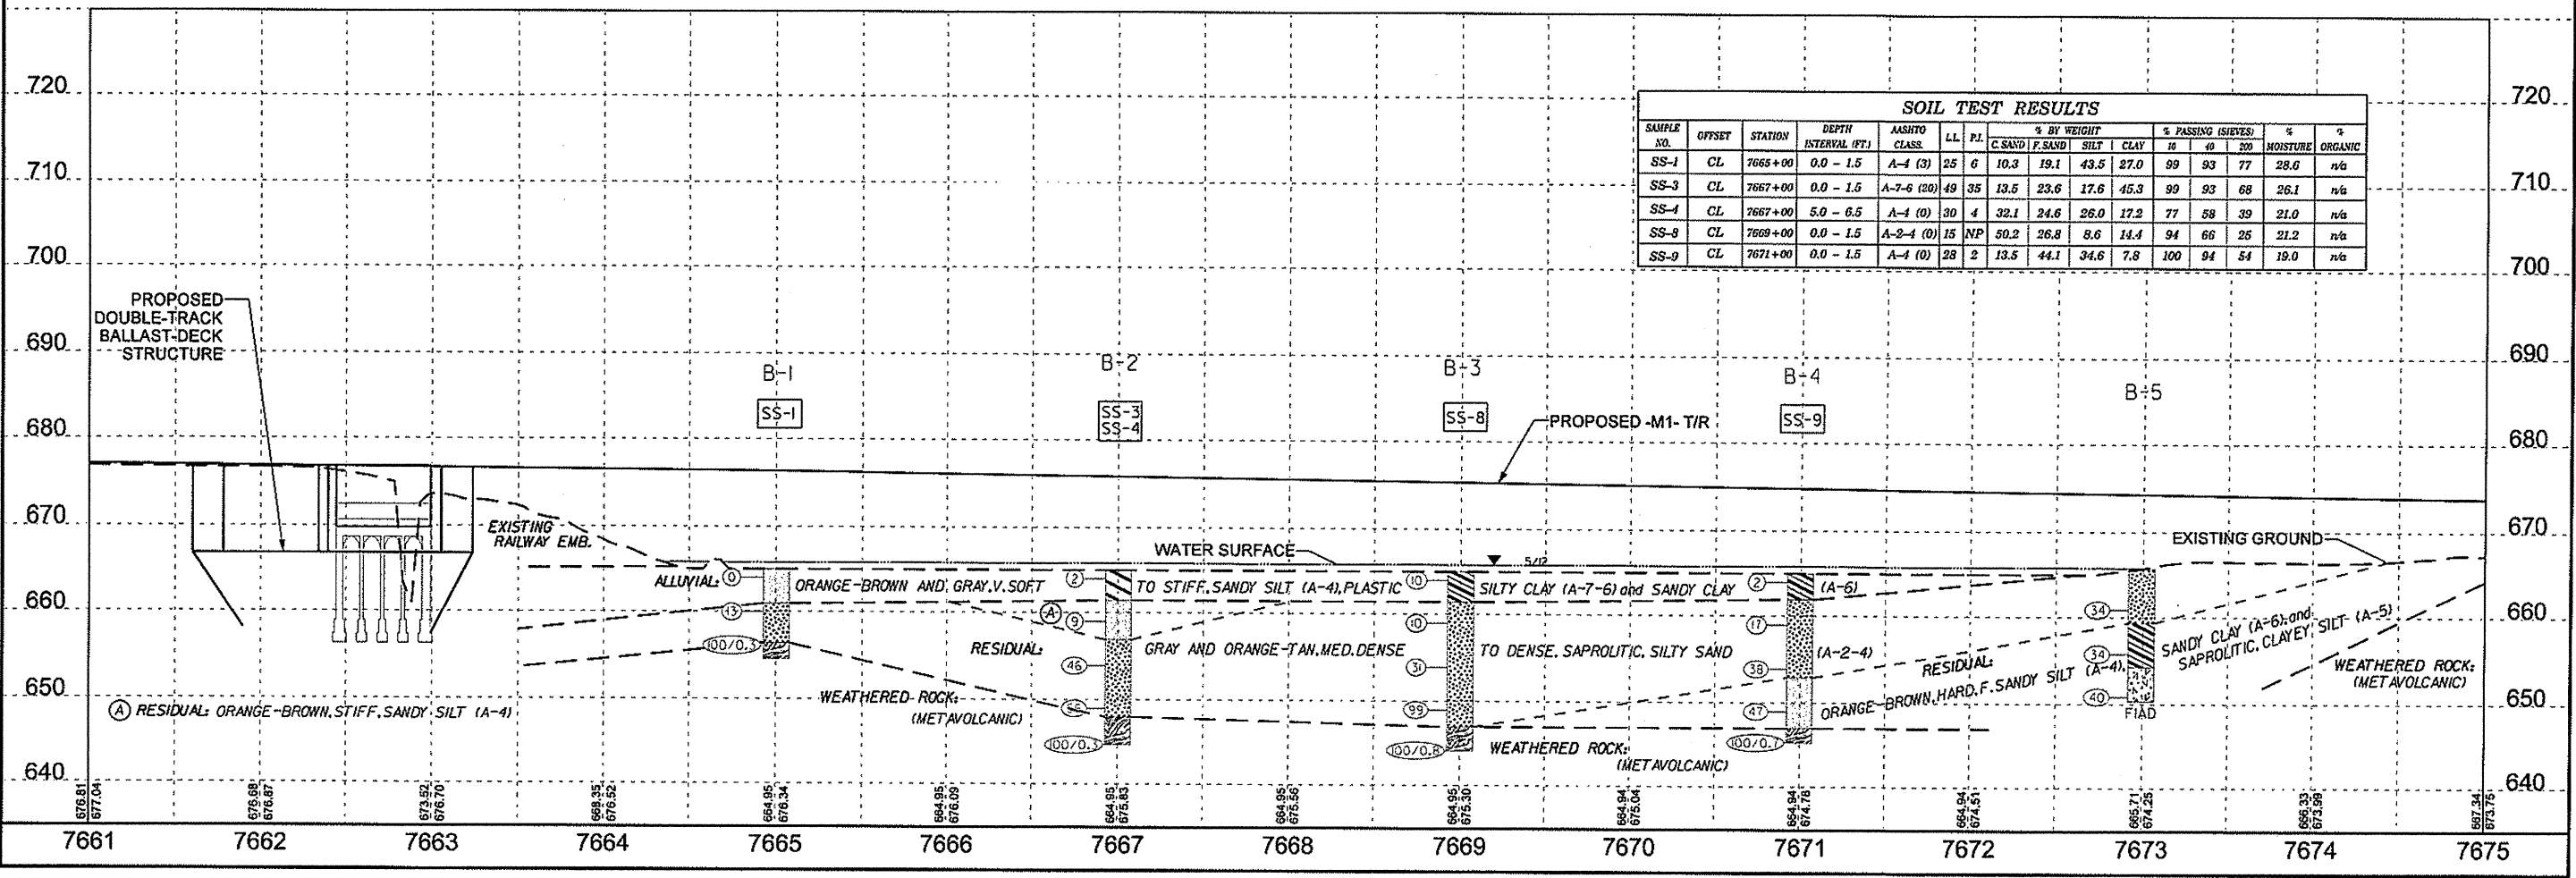 720
710
700
690
680
670
660
650
640
720
710
700
690
680
670
660
650
640
SOIL TEST RESULTS
SAMPLE NO. OFFSET STATION DEPTH INTERVAL (FT.) AASHTO CLASS. L.L. P.I. % BY WEIGHT % PASSING (SIEVES) % MOISTURE % ORGANIC
C. SAND F. SAND SILT CLAY 10 40 200
SS-1 CL 7665+00 0.0 - 1.5 A-4 (3) 25 6 10.3 19.1 43.5 27.0 99 93 77 28.6 n/a
SS-3 CL 7667+00 0.0 - 1.5 A-7-6 (20) 49 35 13.5 23.6 17.6 45.3 99 93 68 26.1 n/a
SS-4 CL 7667+00 5.0 - 6.5 A-4 (0) 30 4 32.1 24.6 26.0 17.2 77 58 39 21.0 n/a
SS-8 CL 7669+00 0.0 - 1.5 A-2-4 (0) 15 NP 50.2 26.8 8.6 14.4 94 66 25 21.2 n/a
SS-9 CL 7671+00 0.0 - 1.5 A-4 (0) 28 2 13.5 44.1 34.6 7.8 100 94 54 19.0 n/a
PROPOSED
DOUBLE-TRACK
BALLAST-DECK
STRUCTURE
B-1
SS-1
B-2
SS-3
SS-4
B-3
SS-8
B-4
SS-9
B-5
PROPOSED -M1- T/R
EXISTING
RAILWAY EMB.
WATER SURFACE
5/12
EXISTING GROUND
ALLUVIAL: 0 ORANGE-BROWN AND GRAY, V. SOFT 2 TO STIFF, SANDY SILT (A-4), PLASTIC 10 SILTY CLAY (A-7-6) and SANDY CLAY 2 (A-6)
13
A 9
10
17
34
100/0.3
RESIDUAL: 46 GRAY AND ORANGE-TAN, MED. DENSE 31 TO DENSE, SAPROLITIC, SILTY SAND 38 (A-2-4)
34
RESIDUAL:
ORANGE-BROWN, HARD, F. SANDY SILT (A-4),
SANDY CLAY (A-6), and
SAPROLITIC, CLAYEY, SILT (A-5)
WEATHERED ROCK:
(METAVOLCANIC)
99
47
40
FIAD
WEATHERED ROCK:
(METAVOLCANIC)
A RESIDUAL: ORANGE-BROWN, STIFF, SANDY SILT (A-4)
100/0.3
100/0.8
WEATHERED ROCK:
(METAVOLCANIC)
100/0.7
676.81
677.04
676.68
676.87
673.52
676.70
668.35
676.52
664.95
676.34
664.95
676.09
664.95
675.83
664.95
675.56
664.95
675.30
664.94
675.04
664.94
674.78
664.94
674.51
665.71
674.25
666.33
673.99
667.34
673.75
7661 7662 7663 7664 7665 7666 7667 7668 7669 7670 7671 7672 7673 7674 7675